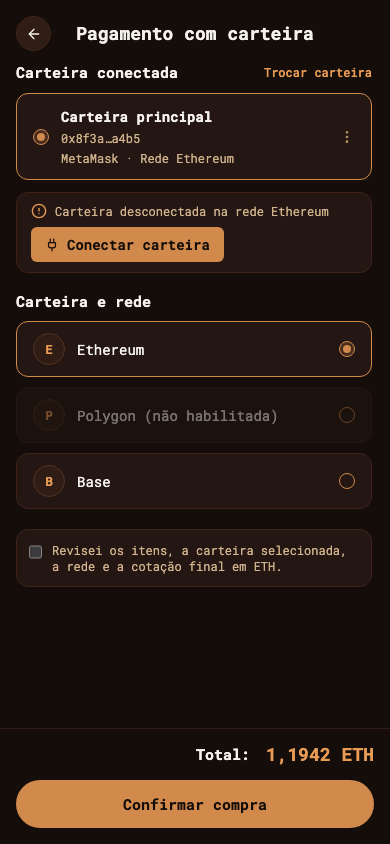 Pagamento com carteira
Carteira conectada
Trocar carteira
Carteira principal
0x8f3a…a4b5
MetaMask · Rede Ethereum
Carteira desconectada na rede Ethereum
Conectar carteira
Carteira e rede
E
Ethereum
P
Polygon (não habilitada)
B
Base
Revisei os itens, a carteira selecionada,
a rede e a cotação final em ETH.
Total: 1,1942 ETH
Confirmar compra